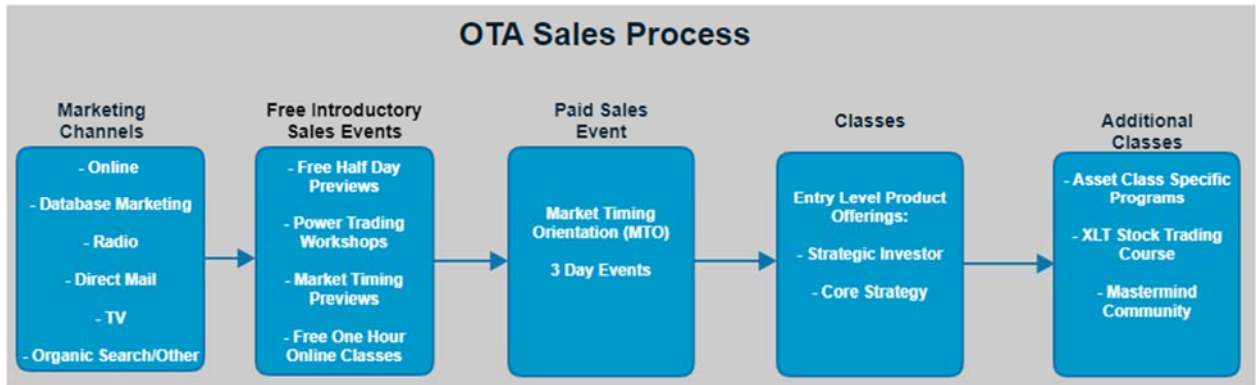 OTA Sales Process
Marketing
Channels
- Online
- Database Marketing
- Radio
- Direct Mail
- TV
- Organic Search/Other
Free Introductory
Sales Events
- Free Half Day
Previews
- Power Trading
Workshops
- Market Timing
Previews
- Free One Hour
Online Classes
Paid Sales
Event
Market Timing
Orientation (MTO)
3 Day Events
Classes
Entry Level Product
Offerings:
- Strategic Investor
- Core Strategy
Additional
Classes
- Asset Class Specific
Programs
- XLT Stock Trading
Course
- Mastermind
Community